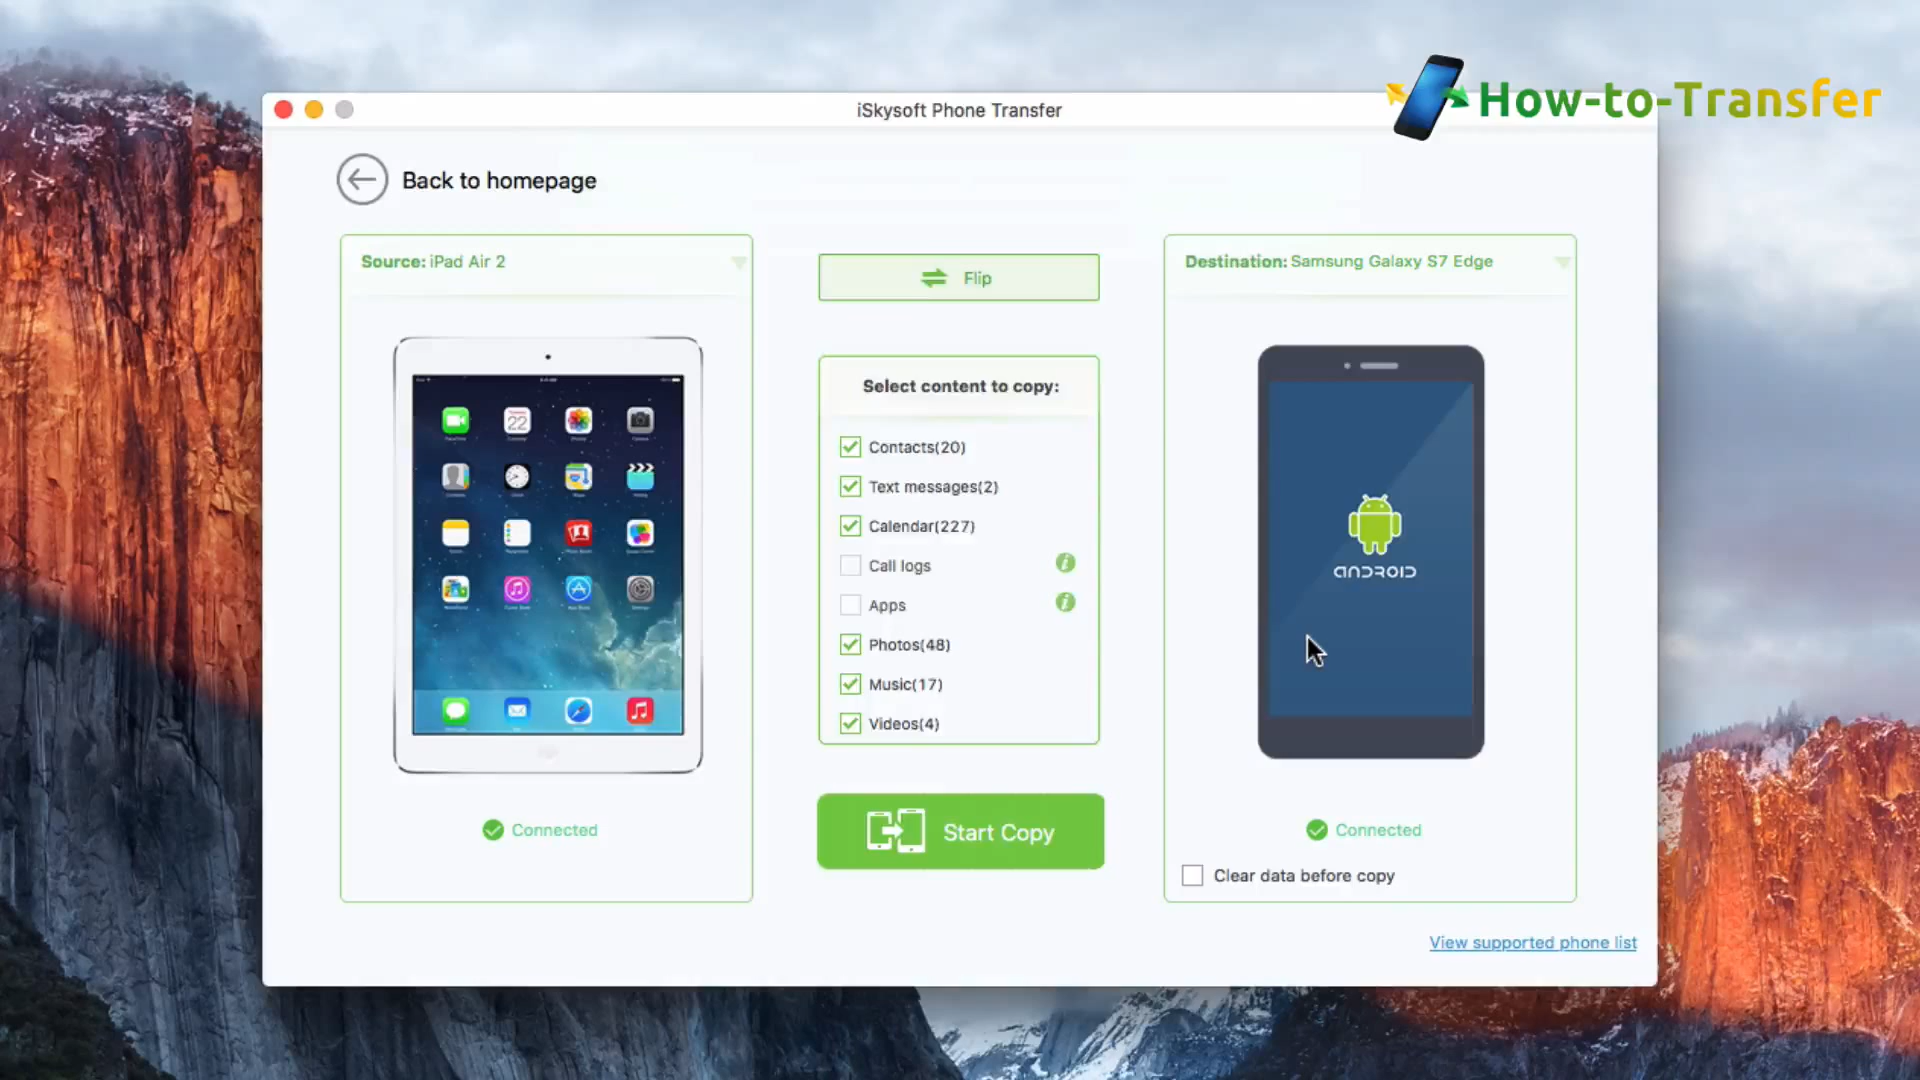 How-to-Transfer
iSkysoft Phone Transfer
Back to homepage
Source: iPad Air 2
22
Connected
Flip
Select content to copy:
Contacts(20)
Text messages(2)
Calendar(227)
Call logs
Apps
Photos(48)
Music(17)
Videos(4)
Start Copy
Destination: Samsung Galaxy S7 Edge
ANDROID
Connected
Clear data before copy
View supported phone list